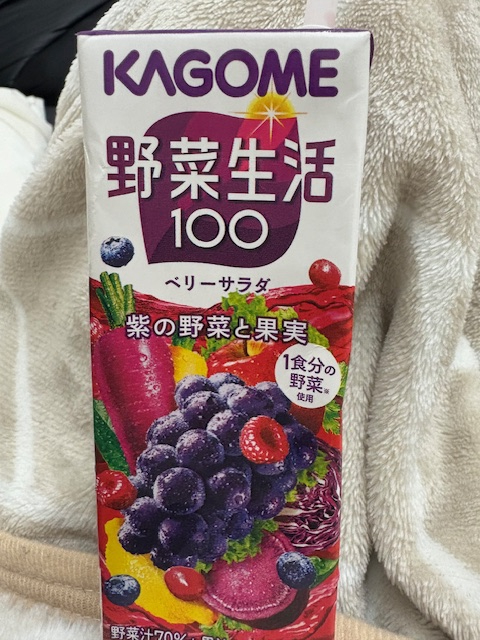 KAGOME
野菜生活
100
ベリーサラダ
紫の野菜と果実
1食分の
野菜※
使用
野菜汁70%